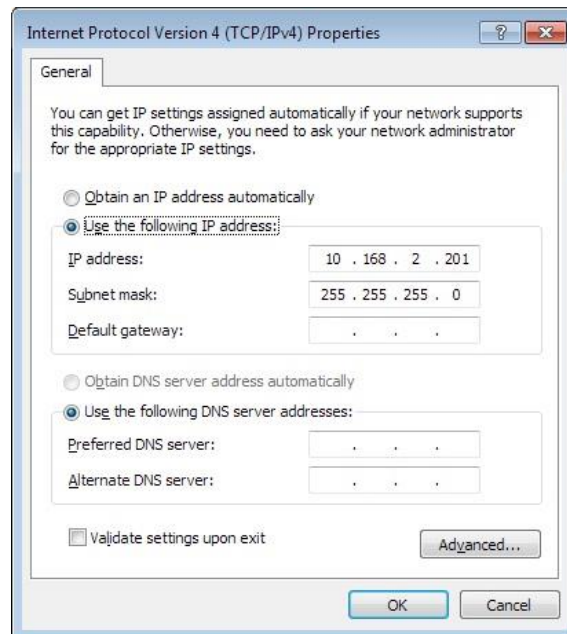 Internet Protocol Version 4 (TCP/IPv4) Properties
General
You can get IP settings assigned automatically if your network supports
this capability. Otherwise, you need to ask your network administrator
for the appropriate IP settings.
Obtain an IP address automatically
Use the following IP address:
IP address: 10 . 168 . 2 . 201
Subnet mask: 255 . 255 . 255 . 0
Default gateway: . . .
Obtain DNS server address automatically
Use the following DNS server addresses:
Preferred DNS server: . . .
Alternate DNS server: . . .
Validate settings upon exit
Advanced...
OK Cancel